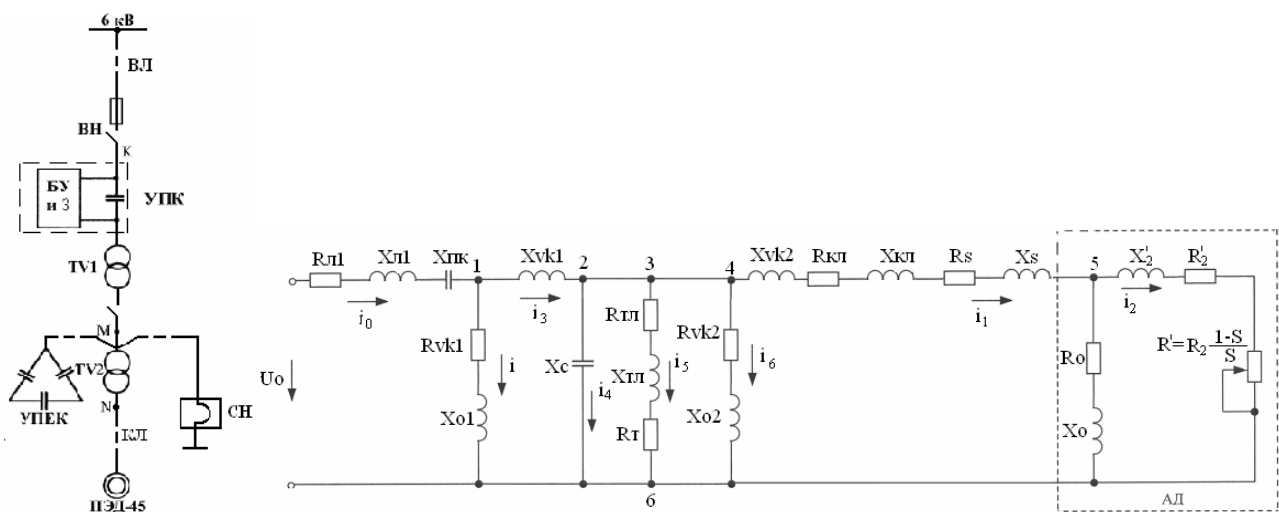 6 кВ
ВЛ
ВН
К
БУ
и З
УПК
TV1
М
TV2
УПЕК
N
КЛ
СН
ПЭД-45
Rл1
Xл1
Xпк
1
Xvk1
2
3
4
Xvk2
Rкл
Xкл
Rs
Xs
5
X'2
R'2
i0
i3
i1
i2
Uo
Rvk1
i
Xo1
Xc
i4
Rтл
Xтл
i5
Rт
Rvk2
i6
Xo2
Ro
Xo
R'=R2 1-S/S
6
АД